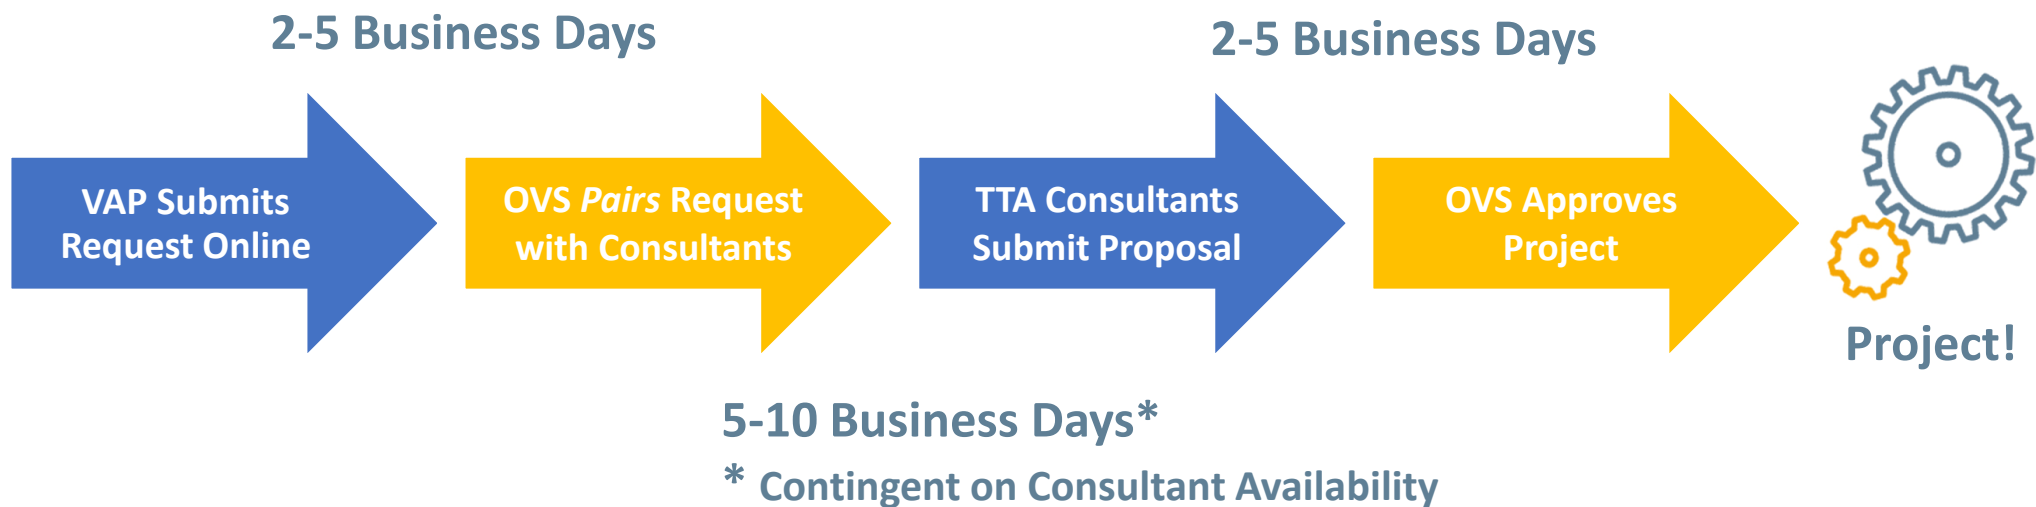 2-5 Business Days
2-5 Business Days
VAP Submits
Request Online
OVS Pairs Request
with Consultants
TTA Consultants
Submit Proposal
OVS Approves
Project
Project!
5-10 Business Days*
* Contingent on Consultant Availability